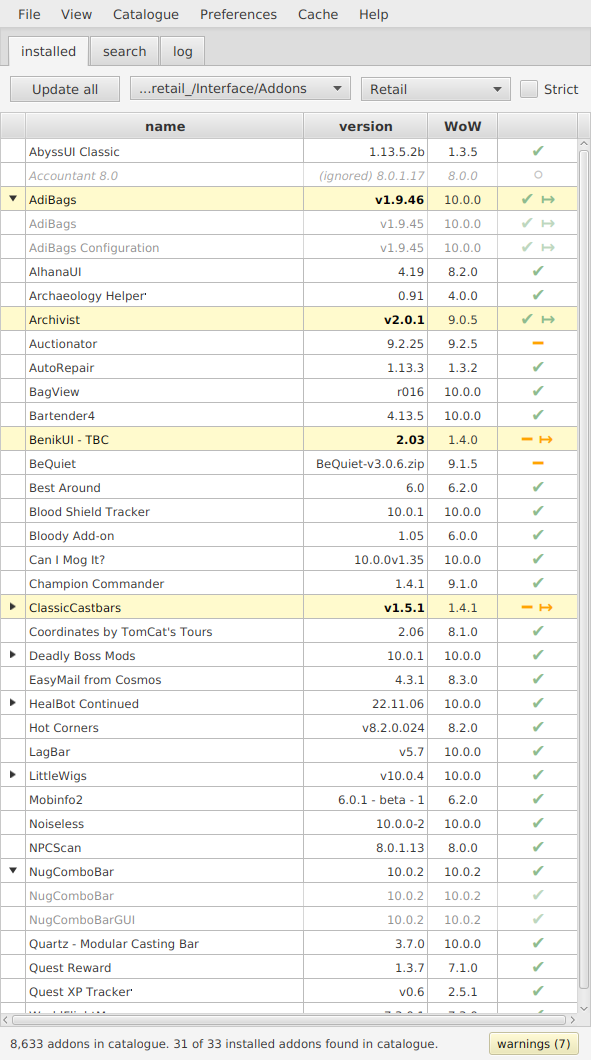 File View Catalogue Preferences Cache Help
installed search log
Update all ...retail_/Interface/Addons Retail Strict
name version WoW
AbyssUI Classic 1.13.5.2b 1.3.5
Accountant 8.0 (ignored) 8.0.1.17 8.0.0
AdiBags v1.9.46 10.0.0
AdiBags v1.9.45 10.0.0
AdiBags Configuration v1.9.45 10.0.0
AlhanaUI 4.19 8.2.0
Archaeology Helper 0.91 4.0.0
Archivist v2.0.1 9.0.5
Auctionator 9.2.25 9.2.5
AutoRepair 1.13.3 1.3.2
BagView r016 10.0.0
Bartender4 4.13.5 10.0.0
BenikUI - TBC 2.03 1.4.0
BeQuiet BeQuiet-v3.0.6.zip 9.1.5
Best Around 6.0 6.2.0
Blood Shield Tracker 10.0.1 10.0.0
Bloody Add-on 1.05 6.0.0
Can I Mog It? 10.0.0v1.35 10.0.0
Champion Commander 1.4.1 9.1.0
ClassicCastbars v1.5.1 1.4.1
Coordinates by TomCat's Tours 2.06 8.1.0
Deadly Boss Mods 10.0.1 10.0.0
EasyMail from Cosmos 4.3.1 8.3.0
HealBot Continued 22.11.06 10.0.0
Hot Corners v8.2.0.024 8.2.0
LagBar v5.7 10.0.0
LittleWigs v10.0.4 10.0.0
Mobinfo2 6.0.1 - beta - 1 6.2.0
Noiseless 10.0.0-2 10.0.0
NPCScan 8.0.1.13 8.0.0
NugComboBar 10.0.2 10.0.2
NugComboBar 10.0.2 10.0.2
NugComboBarGUI 10.0.2 10.0.2
Quartz - Modular Casting Bar 3.7.0 10.0.0
Quest Reward 1.3.7 7.1.0
Quest XP Tracker v0.6 2.5.1
8,633 addons in catalogue. 31 of 33 installed addons found in catalogue. warnings (7)